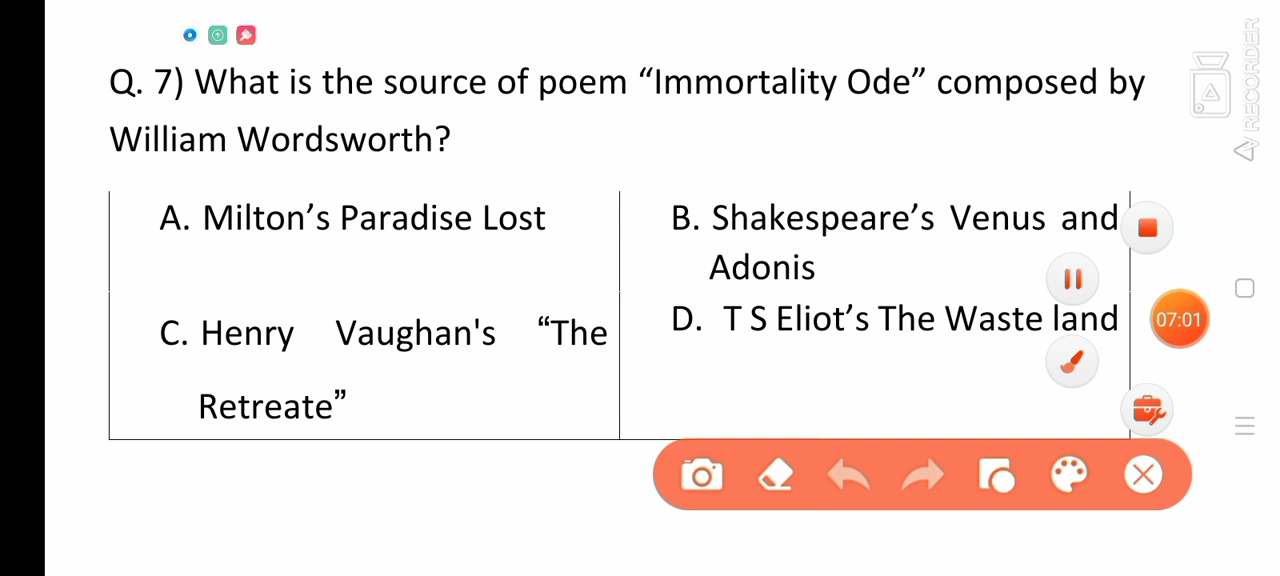 Q. 7) What is the source of poem “Immortality Ode” composed by
William Wordsworth?
A. Milton’s Paradise Lost
B. Shakespeare’s Venus and
Adonis
C. Henry Vaughan's “The
Retreate”
D. T S Eliot’s The Waste land
07:01
RECORDER